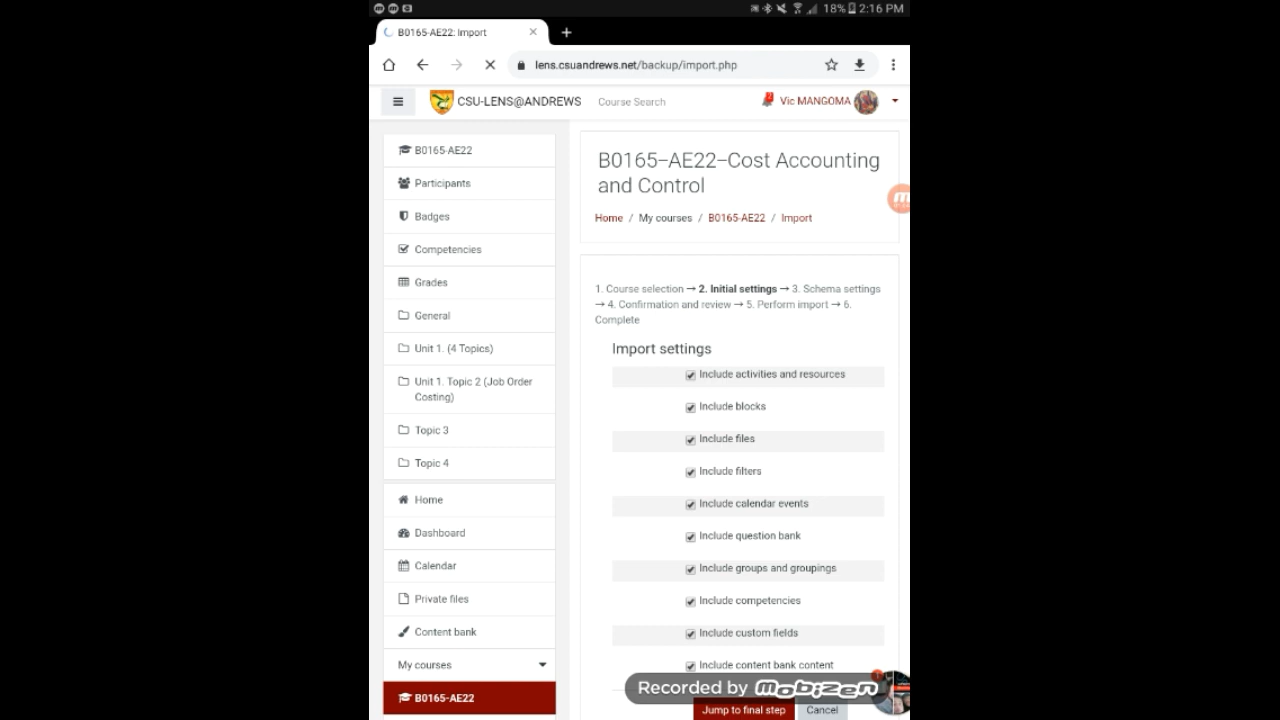 18% 2:16 PM
B0165-AE22: Import
lens.csuandrews.net/backup/import.php
CSU-LENS@ANDREWS Course Search Vic MANGOMA
B0165-AE22
Participants
Badges
Competencies
Grades
General
Unit 1. (4 Topics)
Unit 1. Topic 2 (Job Order
Costing)
Topic 3
Topic 4
Home
Dashboard
Calendar
Private files
Content bank
My courses
B0165-AE22
B0165–AE22–Cost Accounting
and Control
Home / My courses / B0165-AE22 / Import
1. Course selection → 2. Initial settings → 3. Schema settings
→ 4. Confirmation and review → 5. Perform import → 6.
Complete
Import settings
Include activities and resources
Include blocks
Include files
Include filters
Include calendar events
Include question bank
Include groups and groupings
Include competencies
Include custom fields
Include content bank content
Recorded by Mobizen
Jump to final step Cancel